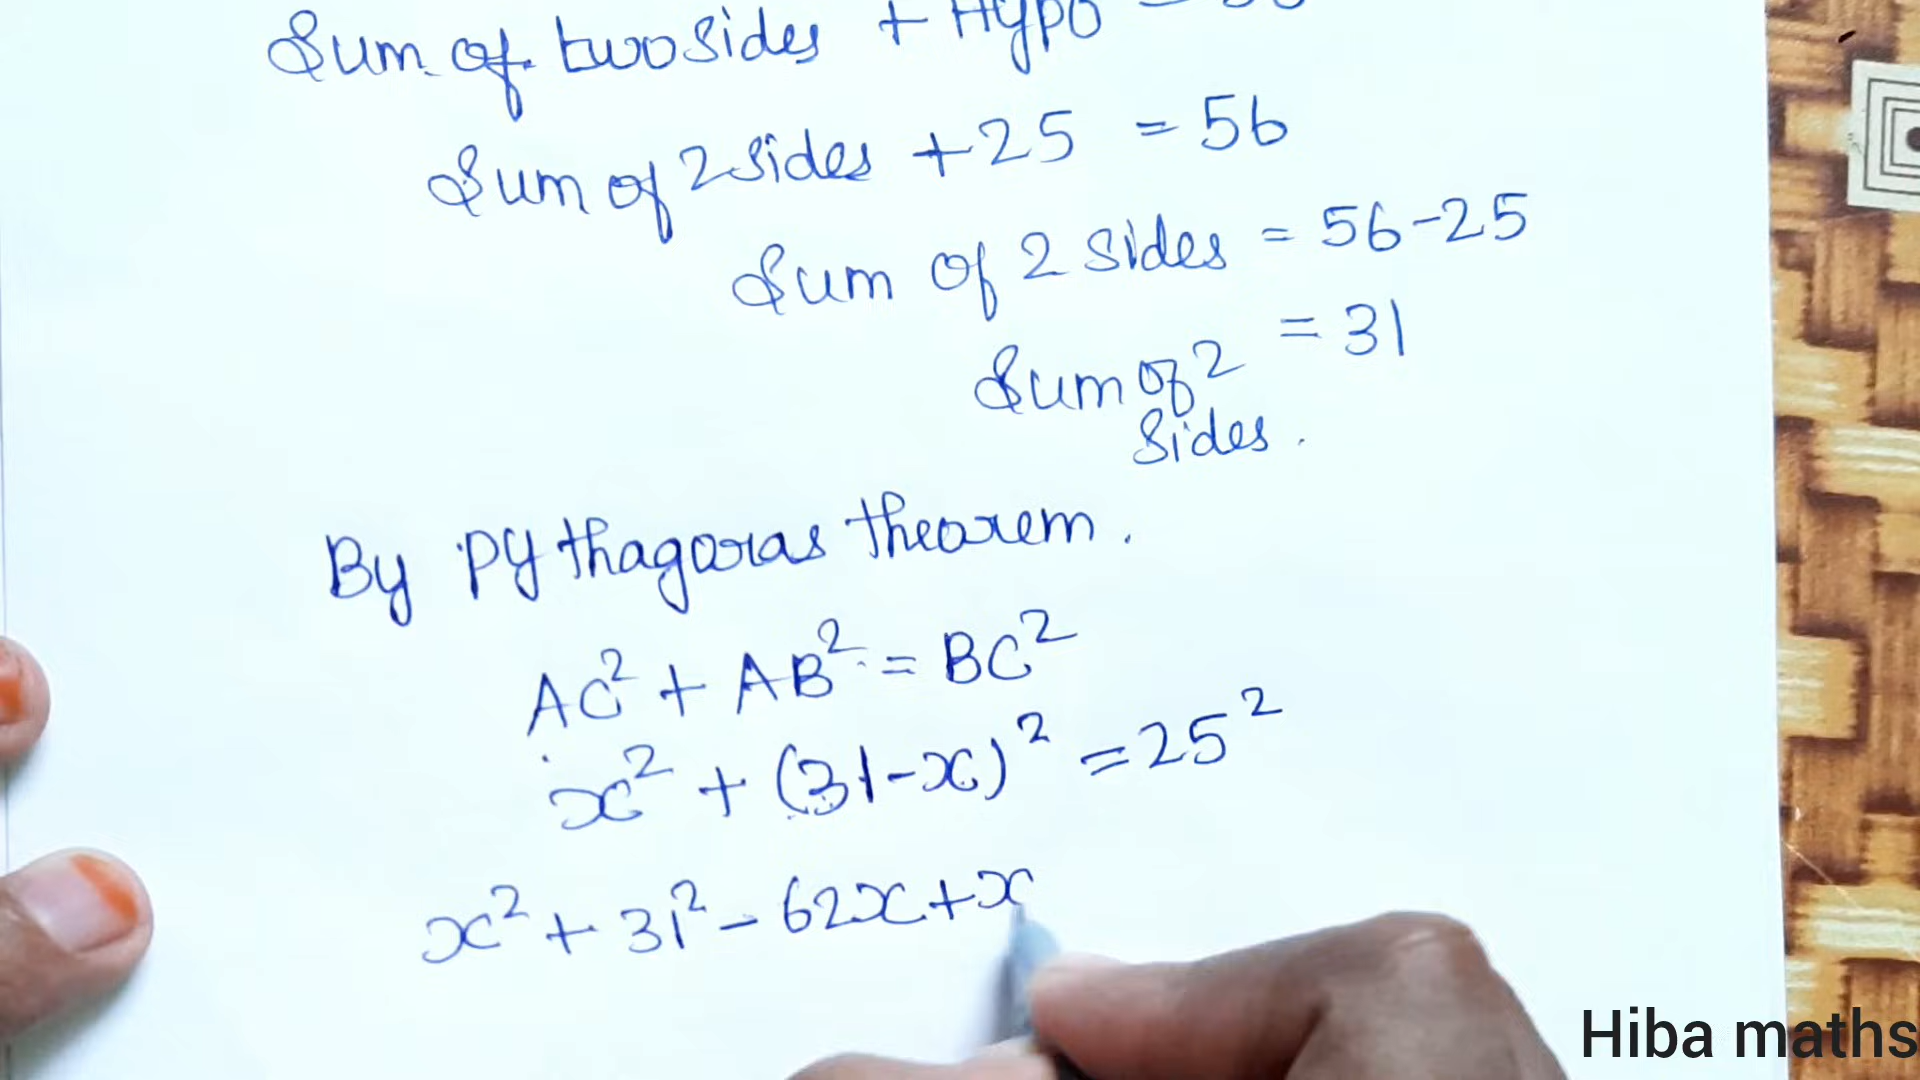 Sum of two sides + Hypo =
Sum of 2 sides + 25 = 56
Sum of 2 sides = 56 - 25
Sum of 2 = 31
sides.
By Pythagoras thearem.
AC² + AB² = BC²
x² + (31-x)² = 25²
x² + 31² - 62x + x
Hiba maths